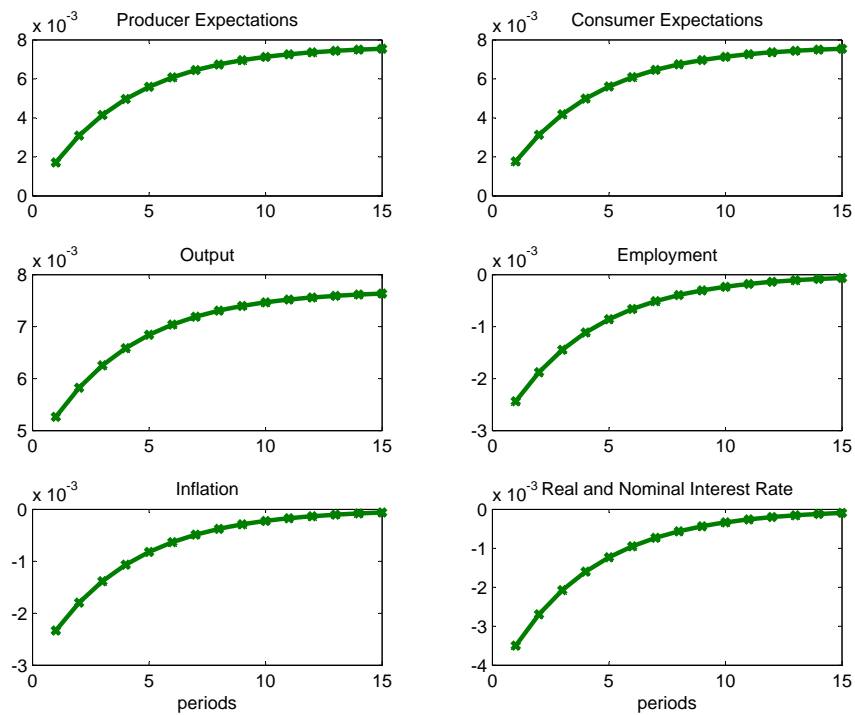 Producer Expectations
x 10^-3
8
6
4
2
0
0 5 10 15
Consumer Expectations
x 10^-3
8
6
4
2
0
0 5 10 15
Output
x 10^-3
8
7
6
5
0 5 10 15
Employment
x 10^-3
0
-1
-2
-3
0 5 10 15
Inflation
x 10^-3
0
-1
-2
-3
0 5 10 15
periods
Real and Nominal Interest Rate
x 10^-3
0
-1
-2
-3
-4
0 5 10 15
periods